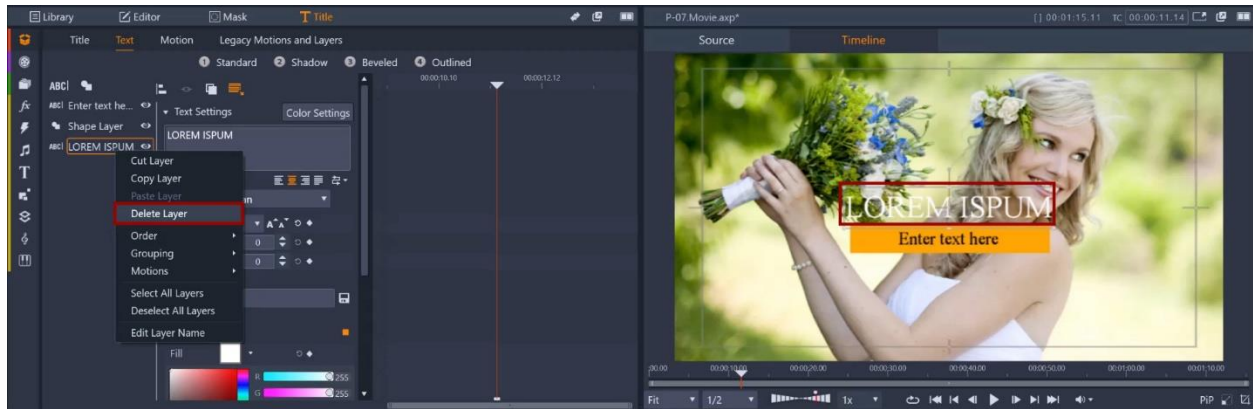 Library Editor Mask Title P-07.Movie.axp* [ ] 00:01:15.11 TC 00:00:11.14
Title Text Motion Legacy Motions and Layers Source Timeline
1 Standard 2 Shadow 3 Beveled 4 Outlined
ABC 00:00:10.10 00:00:12.12
ABC Enter text he... Text Settings Color Settings
Shape Layer LOREM ISPUM
ABC LOREM ISPUM
Cut Layer
Copy Layer
Paste Layer
Delete Layer
Order 0
Grouping 0
Motions
Select All Layers
Deselect All Layers
Edit Layer Name
Fill
R 255
G 255
LOREM ISPUM
Enter text here
00:00:10.00 00:00:20.00 00:00:30.00 00:00:40.00 00:00:50.00 00:01:00.00 00:01:10.00
Fit 1/2 1x PiP